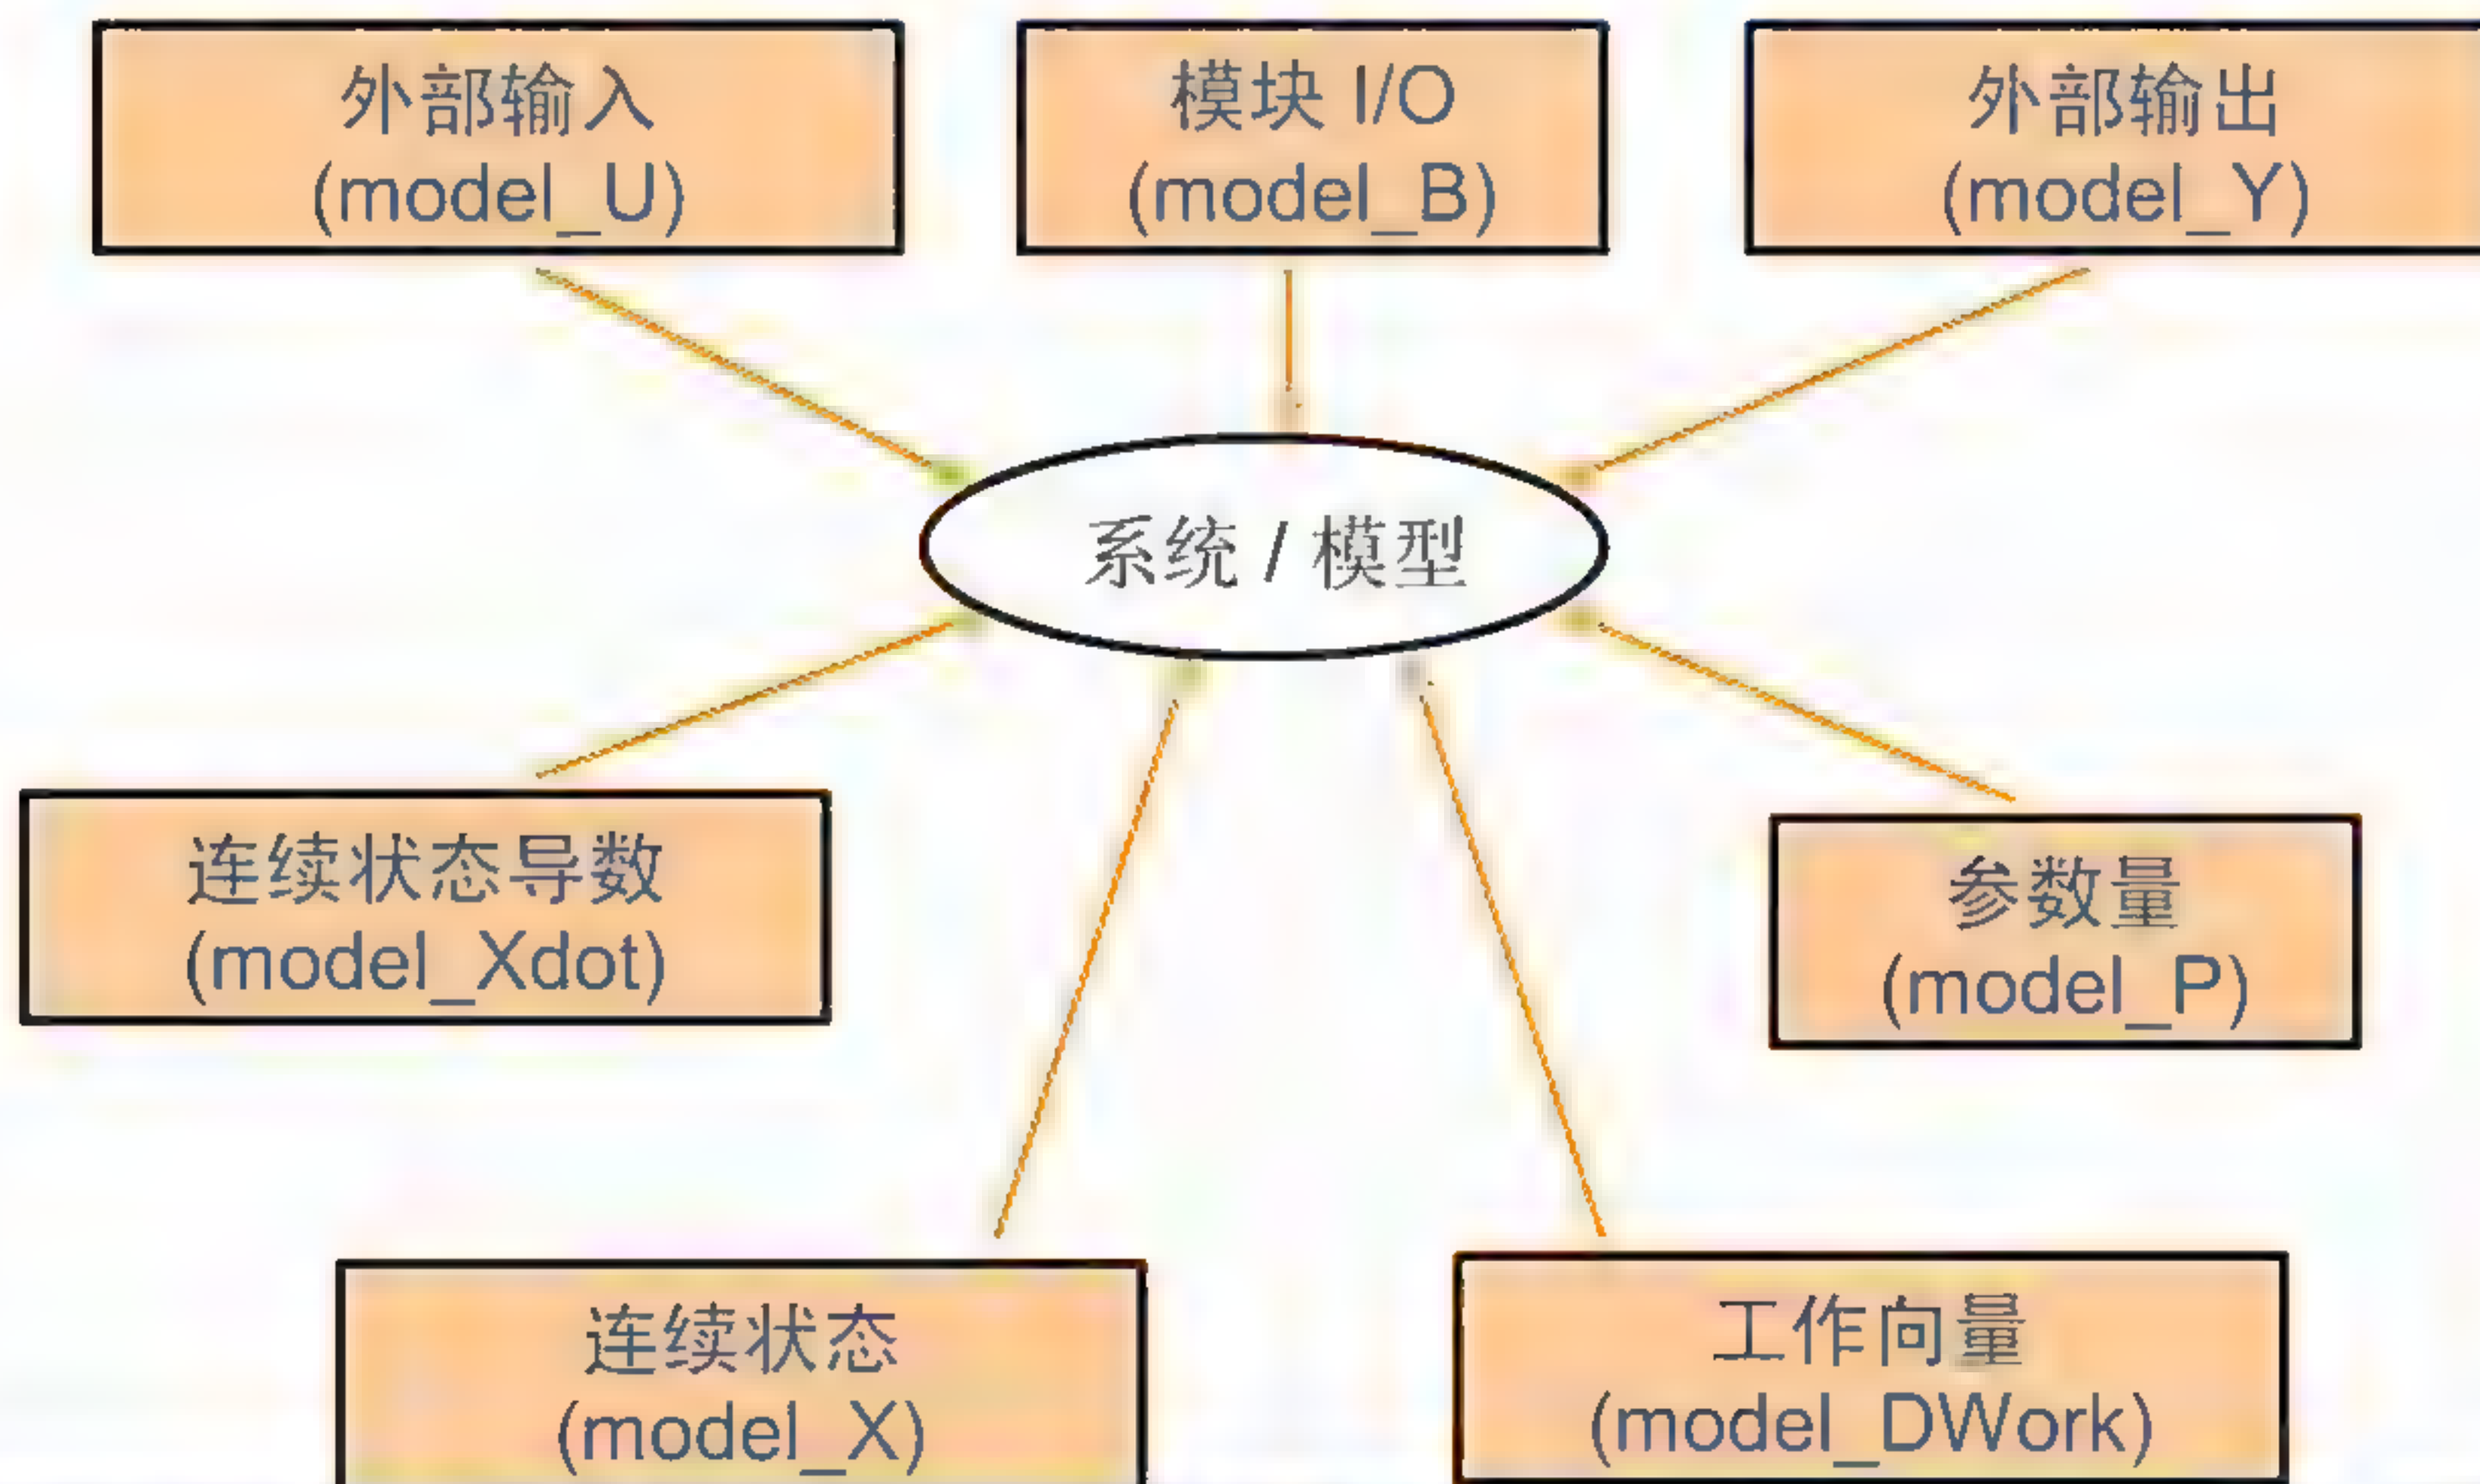 外部输入
(model_U)
模块 I/O
(model_B)
外部输出
(model_Y)
系统 / 模型
连续状态导数
(model_Xdot)
参数量
(model_P)
连续状态
(model_X)
工作向量
(model_DWork)